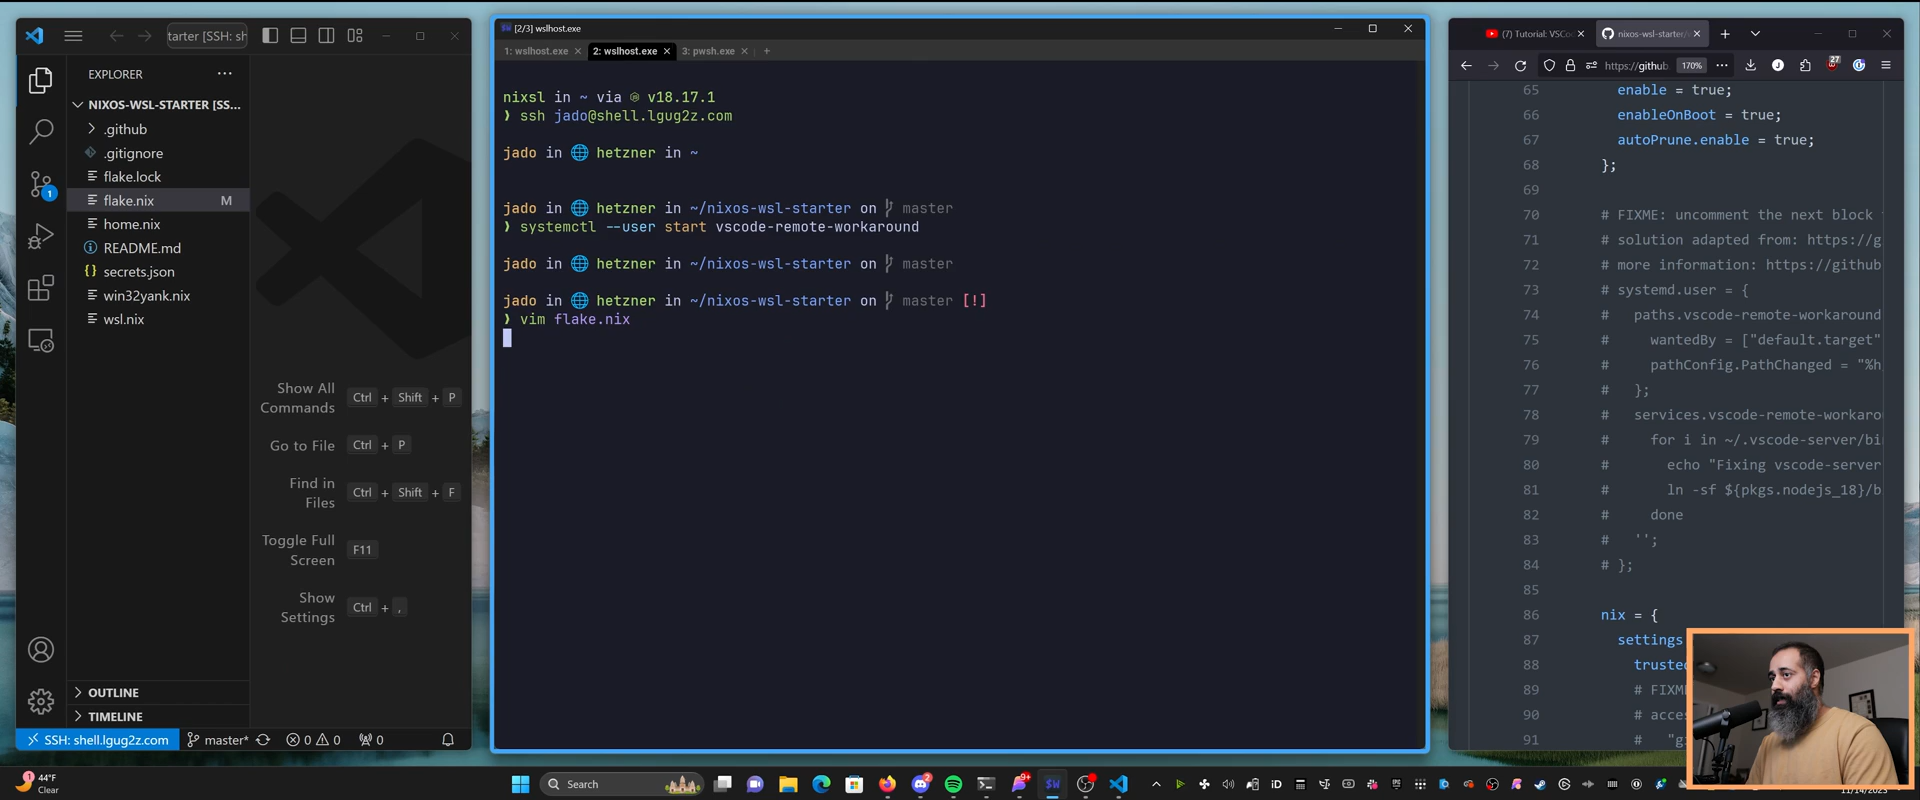 tarter [SSH: sh
EXPLORER
NIXOS-WSL-STARTER [SS...
.github
.gitignore
flake.lock
flake.nix M
home.nix
README.md
secrets.json
win32yank.nix
wsl.nix
1
Show All Commands Ctrl + Shift + P
Go to File Ctrl + P
Find in Files Ctrl + Shift + F
Toggle Full Screen F11
Show Settings Ctrl + ,
OUTLINE
TIMELINE
SSH: shell.lgug2z.com master* 0 0 0
[2/3] wslhost.exe
1: wslhost.exe 2: wslhost.exe 3: pwsh.exe +
nixsl in ~ via v18.17.1
❯ ssh jado@shell.lgug2z.com
jado in 🌐 hetzner in ~
jado in 🌐 hetzner in ~/nixos-wsl-starter on master
❯ systemctl --user start vscode-remote-workaround
jado in 🌐 hetzner in ~/nixos-wsl-starter on master
jado in 🌐 hetzner in ~/nixos-wsl-starter on master [!]
❯ vim flake.nix
(7) Tutorial: VSCo nixos-wsl-starter/
https://github. 170% 27
65 enable = true;
66 enableOnBoot = true;
67 autoPrune.enable = true;
68 };
69
70 # FIXME: uncomment the next block
71 # solution adapted from: https://g
72 # more information: https://github
73 # systemd.user = {
74 # paths.vscode-remote-workaround
75 # wantedBy = ["default.target"
76 # pathConfig.PathChanged = "%h
77 # };
78 # services.vscode-remote-workaro
79 # for i in ~/.vscode-server/bi
80 # echo "Fixing vscode-server
81 # ln -sf ${pkgs.nodejs_18}/b
82 # done
83 # '';
84 # };
85
86 nix = {
87 settings
88 truste
89 # FIXM
90 # acces
91 # "g
1 44°F
Clear
Search
2
9+
11/14/2023